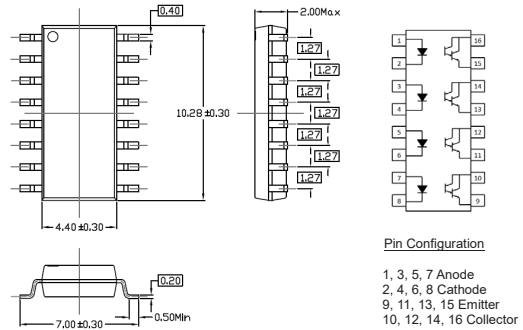 0.40
2.00Max
1.27
1.27
1.27
1.27
1.27
1.27
1.27
10.28 ±0.30
4.40 ±0.30
0.20
0.50Min
7.00 ±0.30
1 16
2 15
3 14
4 13
5 12
6 11
7 10
8 9
Pin Configuration
1, 3, 5, 7 Anode
2, 4, 6, 8 Cathode
9, 11, 13, 15 Emitter
10, 12, 14, 16 Collector